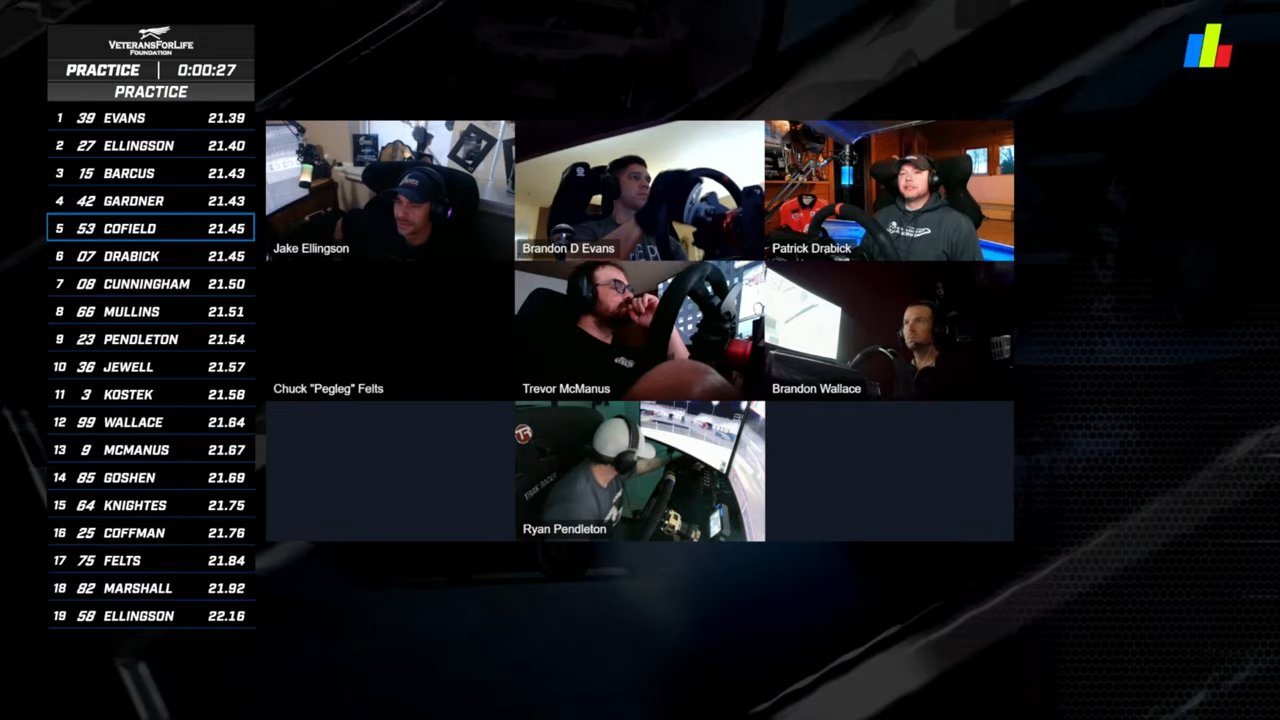 VETERANSFORLIFE
FOUNDATION
PRACTICE | 0:00:27
PRACTICE
1 39 EVANS 21.39
2 27 ELLINGSON 21.40
3 15 BARCUS 21.43
4 42 GARDNER 21.43
5 53 COFIELD 21.45
6 07 DRABICK 21.45
7 08 CUNNINGHAM 21.50
8 66 MULLINS 21.51
9 23 PENDLETON 21.54
10 36 JEWELL 21.57
11 3 KOSTEK 21.58
12 99 WALLACE 21.64
13 9 MCMANUS 21.67
14 85 GOSHEN 21.69
15 64 KNIGHTES 21.75
16 25 COFFMAN 21.76
17 75 FELTS 21.84
18 82 MARSHALL 21.92
19 58 ELLINGSON 22.16
Jake Ellingson
Brandon D Evans
Patrick Drabick
Chuck "Pegleg" Felts
Trevor McManus
Brandon Wallace
TR
Ryan Pendleton